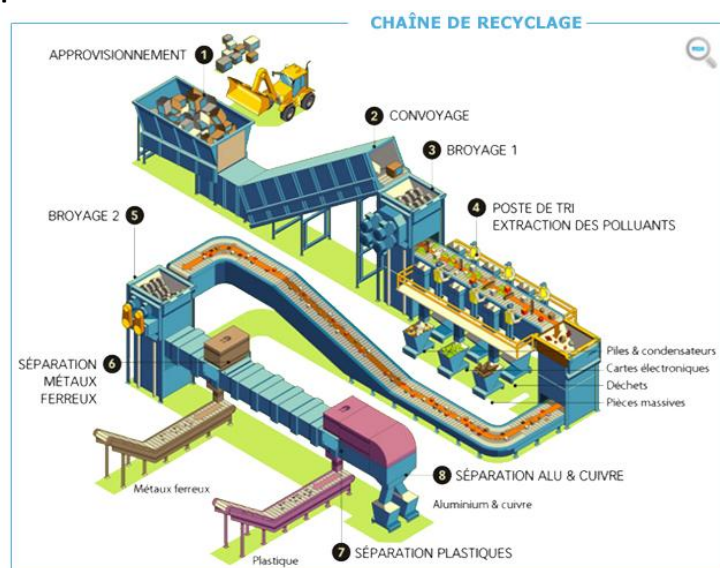 CHAÎNE DE RECYCLAGE
APPROVISIONNEMENT 1
2 CONVOYAGE
3 BROYAGE 1
4 POSTE DE TRI
EXTRACTION DES POLLUANTS
BROYAGE 2 5
Piles & condensateurs
Cartes électroniques
Déchets
Pièces massives
6
SÉPARATION
MÉTAUX
FERREUX
Métaux ferreux
8 SÉPARATION ALU & CUIVRE
Aluminium & cuivre
7 SÉPARATION PLASTIQUES
Plastique